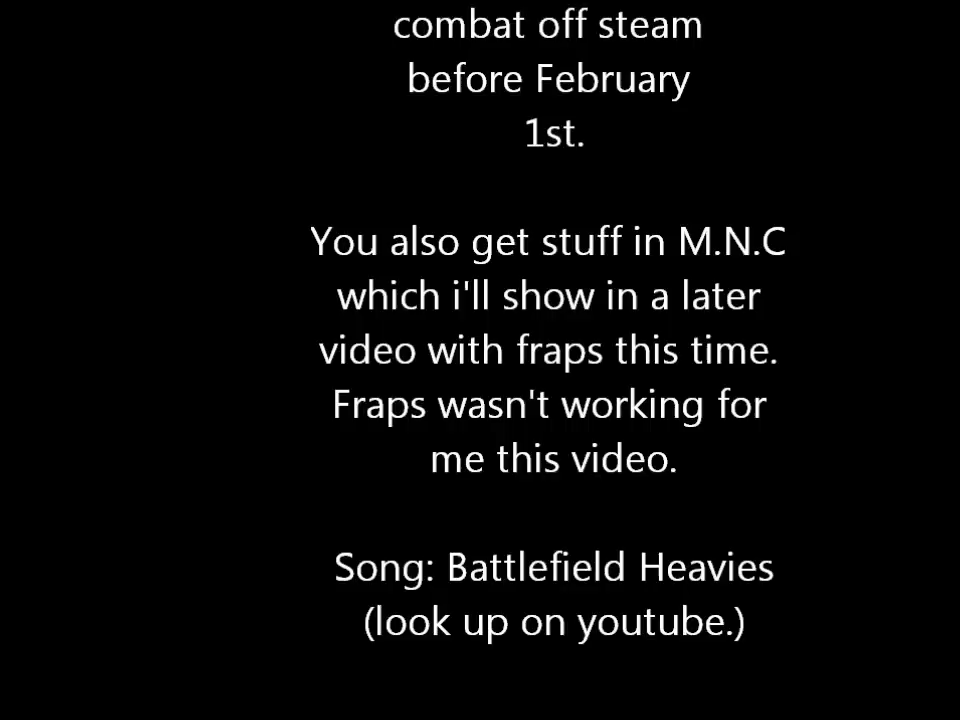 combat off steam
before February
1st.
You also get stuff in M.N.C
which i'll show in a later
video with fraps this time.
Fraps wasn't working for
me this video.
Song: Battlefield Heavies
(look up on youtube.)